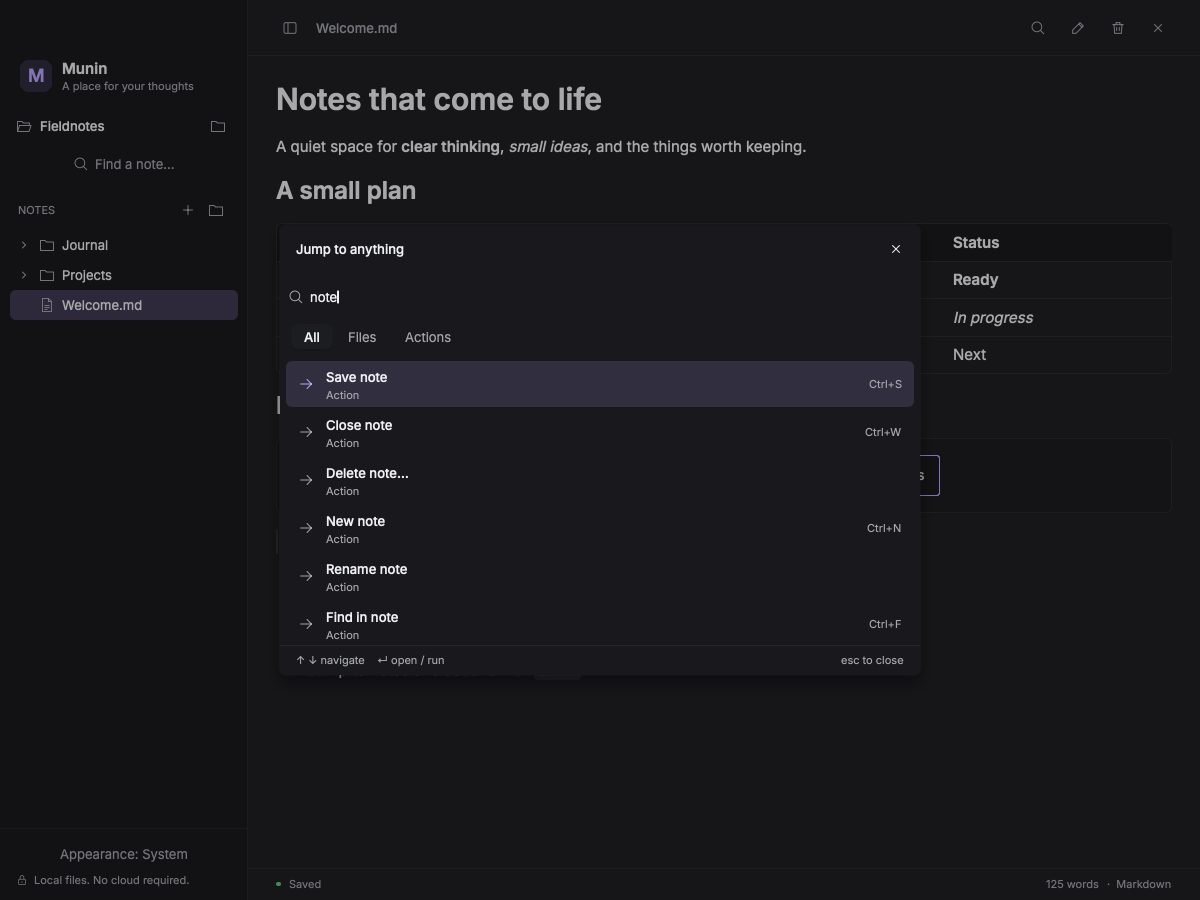 Welcome.md
M
Munin
A place for your thoughts
Fieldnotes
Find a note...
NOTES
Journal
Projects
Welcome.md
Appearance: System
Local files. No cloud required.
Notes that come to life
A quiet space for clear thinking, small ideas, and the things worth keeping.
A small plan
Status
Ready
In progress
Next
Jump to anything
note
All Files Actions
Save note Ctrl+S
Action
Close note Ctrl+W
Action
Delete note... 
Action
New note Ctrl+N
Action
Rename note
Action
Find in note Ctrl+F
Action
↑ ↓ navigate ↵ open / run esc to close
Saved
125 words · Markdown